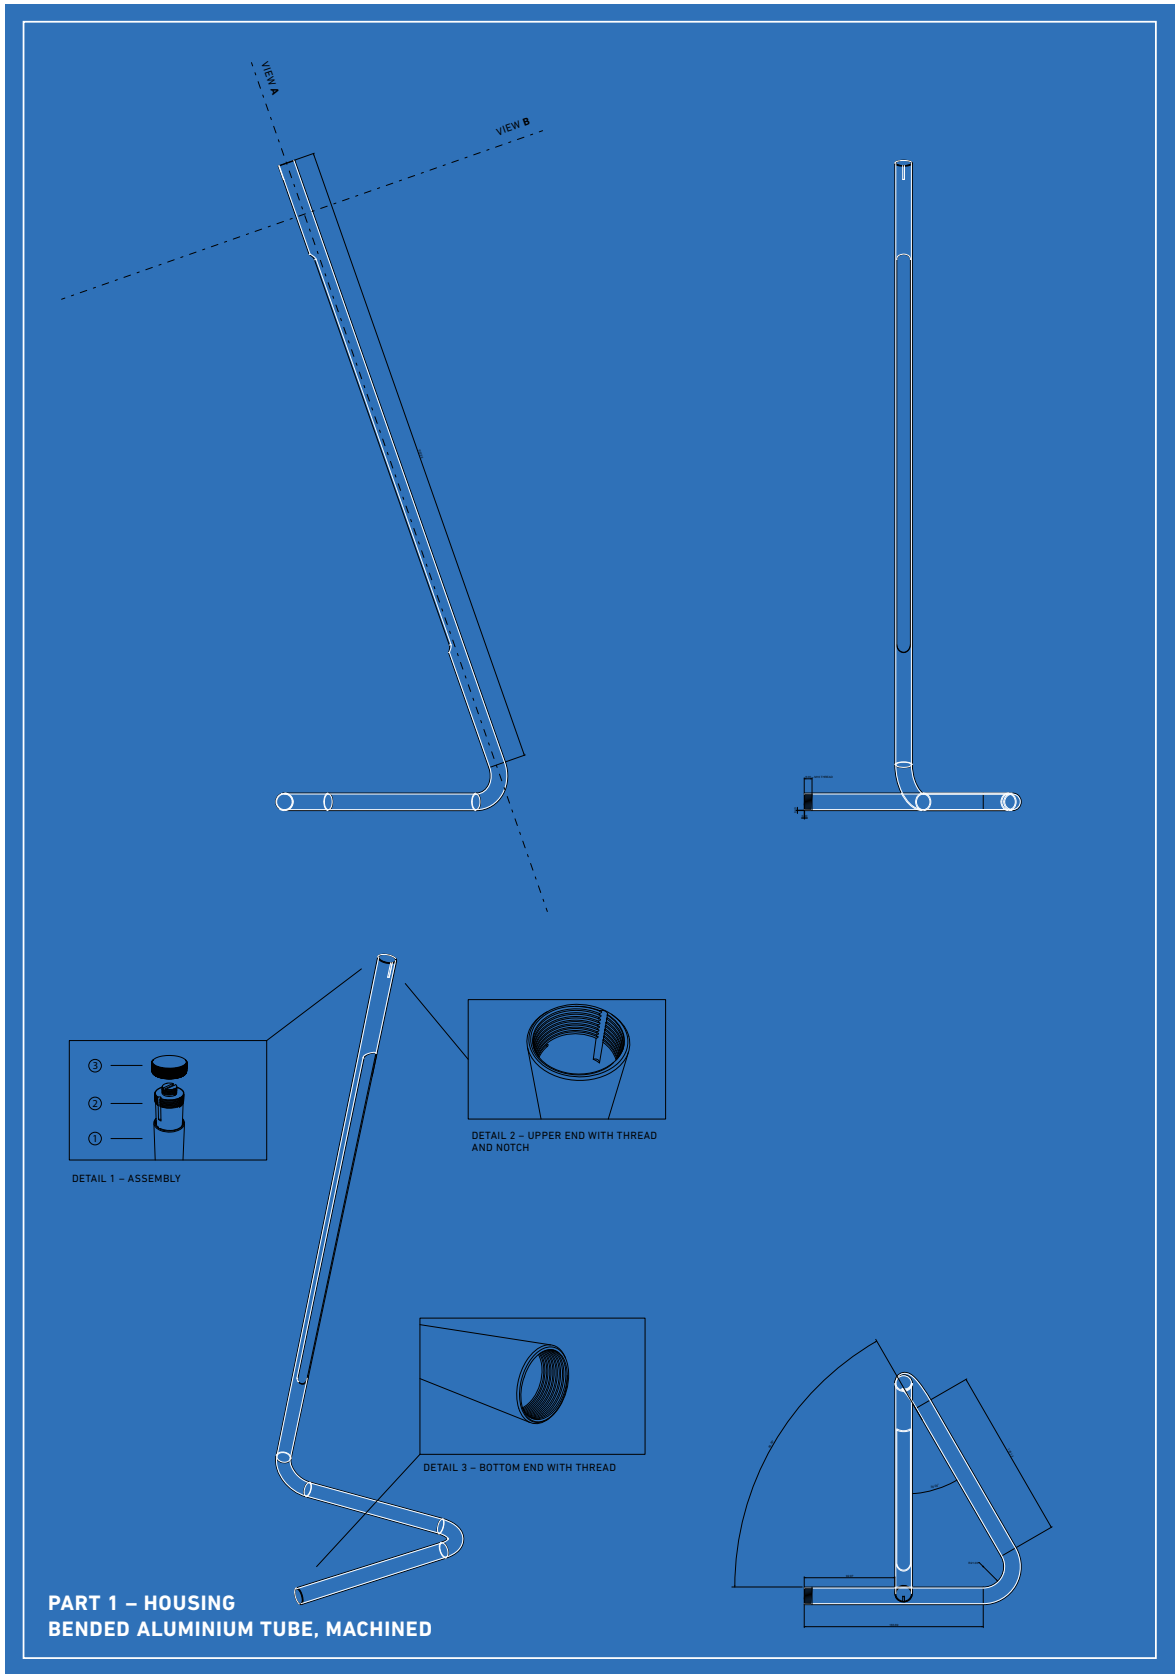 VIEW A
VIEW B
3
2
1
DETAIL 1 – ASSEMBLY
DETAIL 2 – UPPER END WITH THREAD
AND NOTCH
DETAIL 3 – BOTTOM END WITH THREAD
PART 1 – HOUSING
BENDED ALUMINIUM TUBE, MACHINED